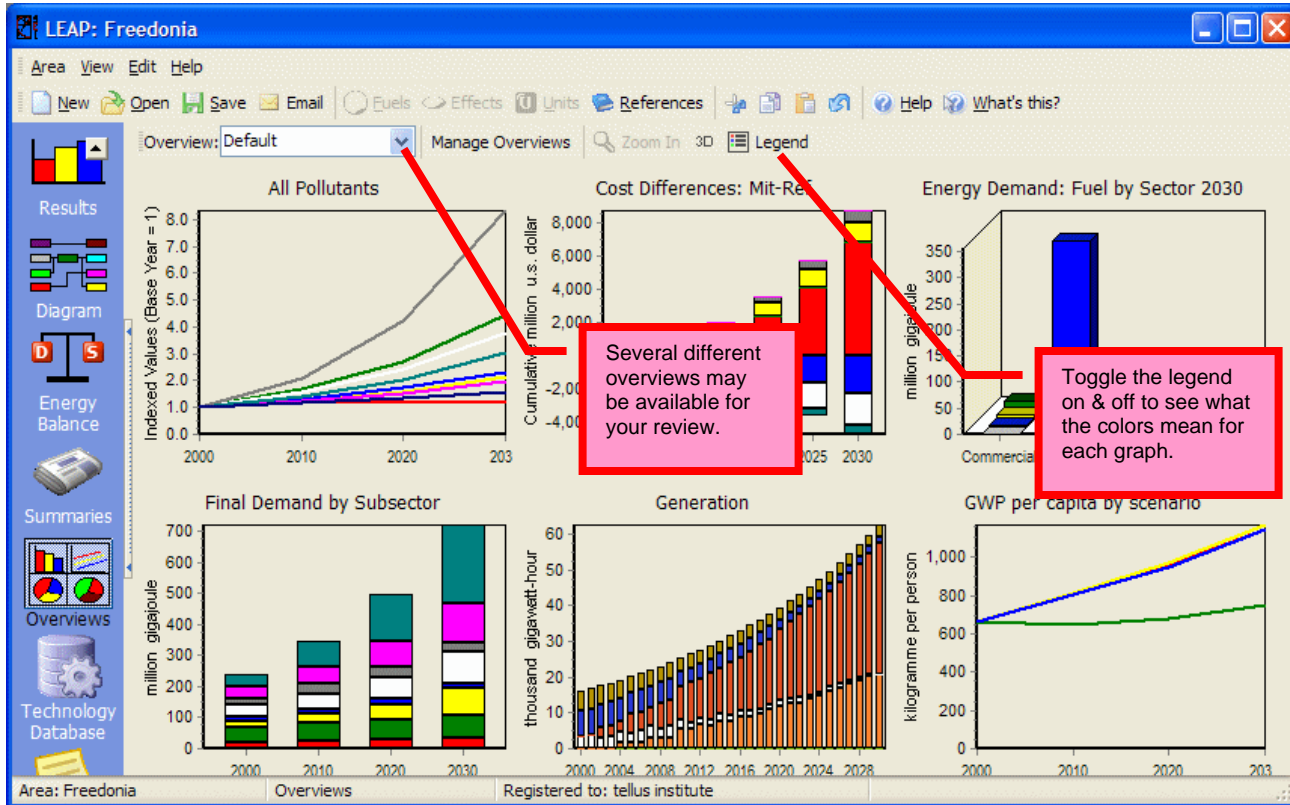 LEAP: Freedonia
Area View Edit Help
New Open Save Email Fuels Effects Units References Help What's this?
Overview: Default Manage Overviews Zoom In 3D Legend
Results
Diagram
D S
Energy
Balance
Summaries
Overviews
Technology
Database
All Pollutants
Indexed Values (Base Year = 1)
8.0
7.0
6.0
5.0
4.0
3.0
2.0
1.0
0.0
2000 2010 2020 203
Cost Differences: Mit-Ref
Cumulative million u.s. dollar
8,000
6,000
4,000
2,000
-2,000
-4,00
2025 2030
Energy Demand: Fuel by Sector 2030
million gigajoule
350
300
250
200
150
100
50
0
Commercia
Several different
overviews may
be available for
your review.
Toggle the legend
on & off to see what
the colors mean for
each graph.
Final Demand by Subsector
million gigajoule
700
600
500
400
300
200
100
0
2000 2010 2020 2030
Generation
thousand gigawatt-hour
60
50
40
30
20
10
0
2000 2004 2008 2012 2016 2020 2024 2028
GWP per capita by scenario
kilogramme per person
1,000
800
600
400
200
0
2000 2010 2020 203
Area: Freedonia Overviews Registered to: tellus institute